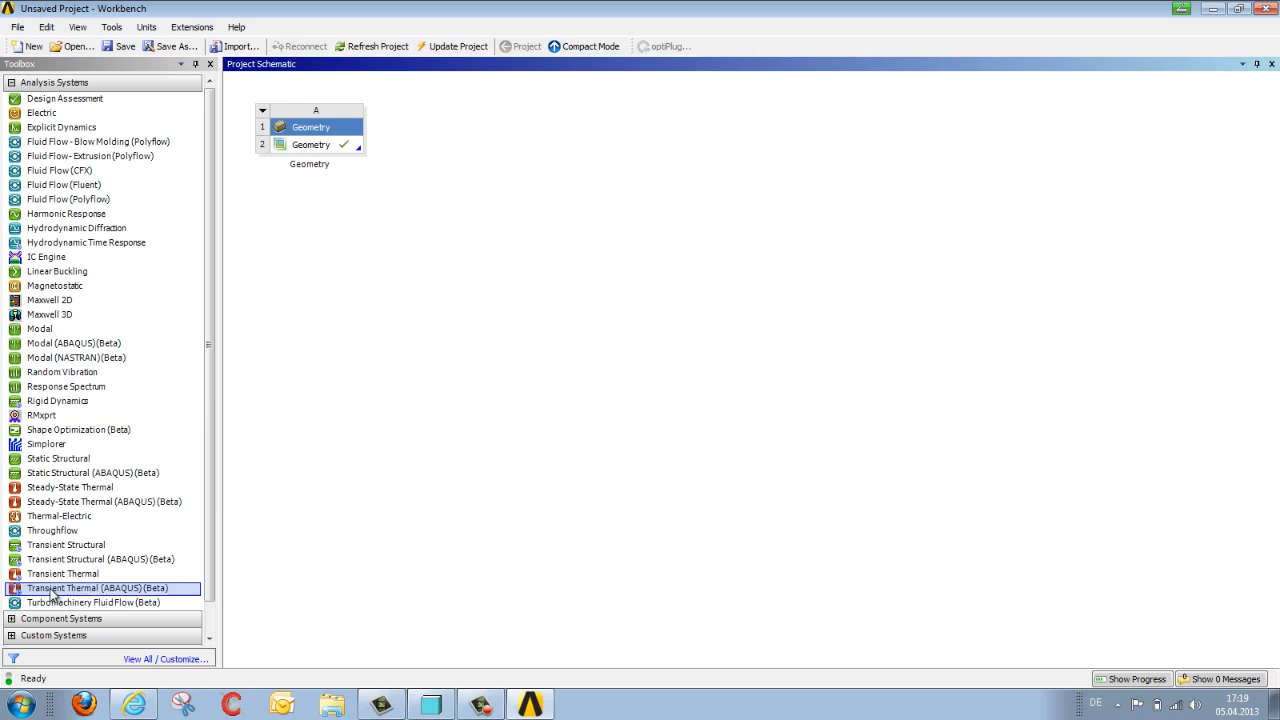 Unsaved Project - Workbench
File Edit View Tools Units Extensions Help
New Open... Save Save As... Import... Reconnect Refresh Project Update Project Project Compact Mode optiPlug...
Toolbox
Project Schematic
Analysis Systems
Design Assessment
Electric
Explicit Dynamics
Fluid Flow - Blow Molding (Polyflow)
Fluid Flow - Extrusion (Polyflow)
Fluid Flow (CFX)
Fluid Flow (Fluent)
Fluid Flow (Polyflow)
Harmonic Response
Hydrodynamic Diffraction
Hydrodynamic Time Response
IC Engine
Linear Buckling
Magnetostatic
Maxwell 2D
Maxwell 3D
Modal
Modal (ABAQUS) (Beta)
Modal (NASTRAN) (Beta)
Random Vibration
Response Spectrum
Rigid Dynamics
RMxprt
Shape Optimization (Beta)
Simplorer
Static Structural
Static Structural (ABAQUS) (Beta)
Steady-State Thermal
Steady-State Thermal (ABAQUS) (Beta)
Thermal-Electric
Throughflow
Transient Structural
Transient Structural (ABAQUS) (Beta)
Transient Thermal
Transient Thermal (ABAQUS) (Beta)
Turbomachinery Fluid Flow (Beta)
Component Systems
Custom Systems
View All / Customize...
A
1 Geometry
2 Geometry
Geometry
Ready
Show Progress Show 0 Messages
DE
17:19
05.04.2013